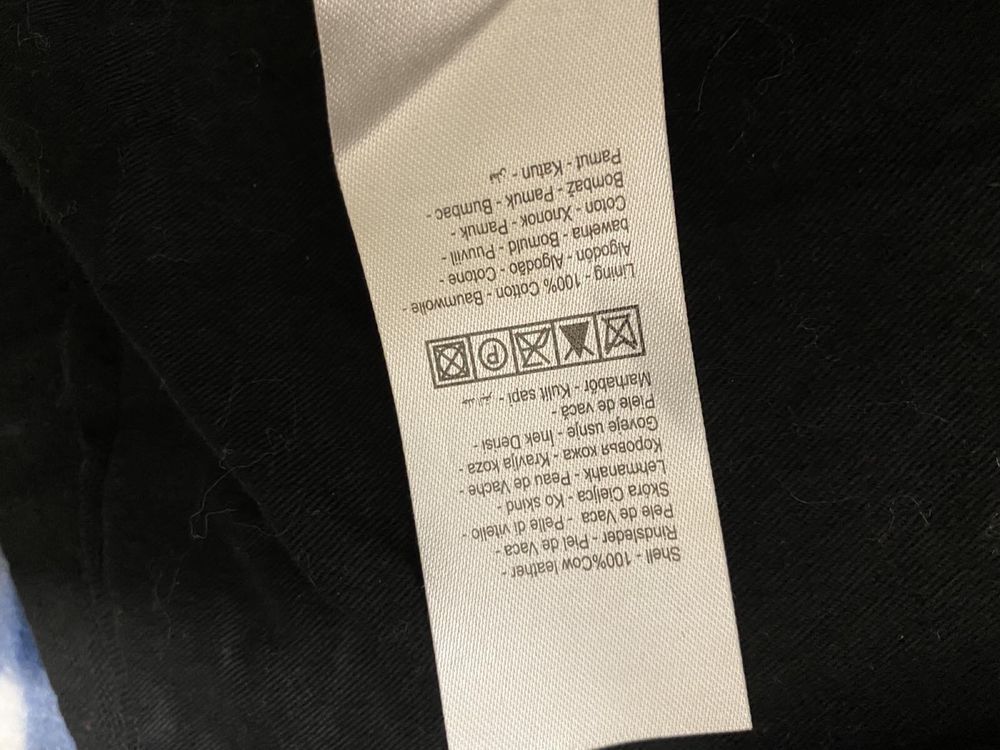 Shell - 100%Cow leather -
Rindsleder - Piel de Vaca -
Pele de Vaca - Pelle di vitello -
Skóra Cielęca - Ko skind -
Lehmanahk - Peau de Vache -
Коровья кожа - Kravlja koza -
Goveje usnje - Inek Densi -
Piele de vacă -
Marhabőr - Kulit sapi -
P
Lining - 100% Cotton - Baumwolle -
Algodón - Algodão - Cotone -
bawełna - Bomuld - Puuvill -
Coton - Хлопок - Pamuk -
Bombaž - Pamuk - Bumbac -
Pamut - Katun -